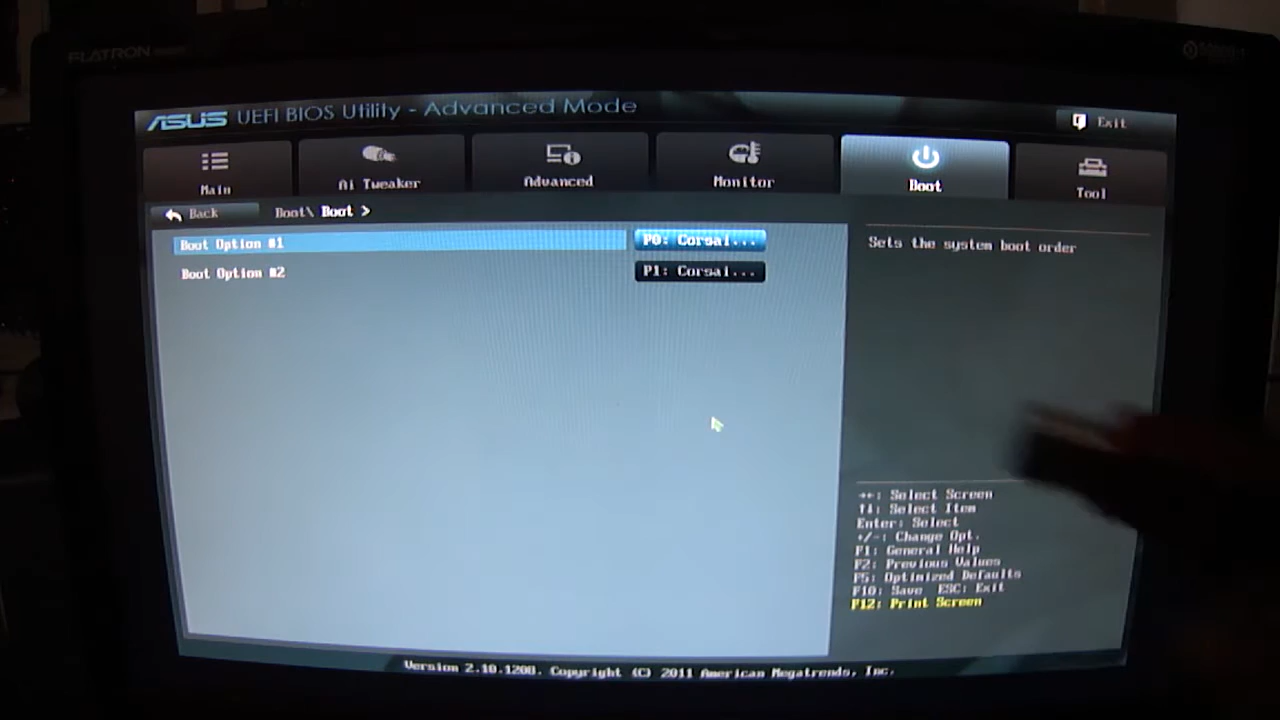 FLATRON
ASUS UEFI BIOS Utility - Advanced Mode
Exit
Main
Ai Tweaker
Advanced
Monitor
Boot
Tool
Back
Boot\ Boot >
Boot Option #1
P0: Corsai...
Sets the system boot order
Boot Option #2
P1: Corsai...
→←: Select Screen
↑↓: Select Item
Enter: Select
+/-: Change Opt.
F1: General Help
F2: Previous Values
F5: Optimized Defaults
F10: Save ESC: Exit
F12: Print Screen
Version 2.10.1208. Copyright (C) 2011 American Megatrends, Inc.